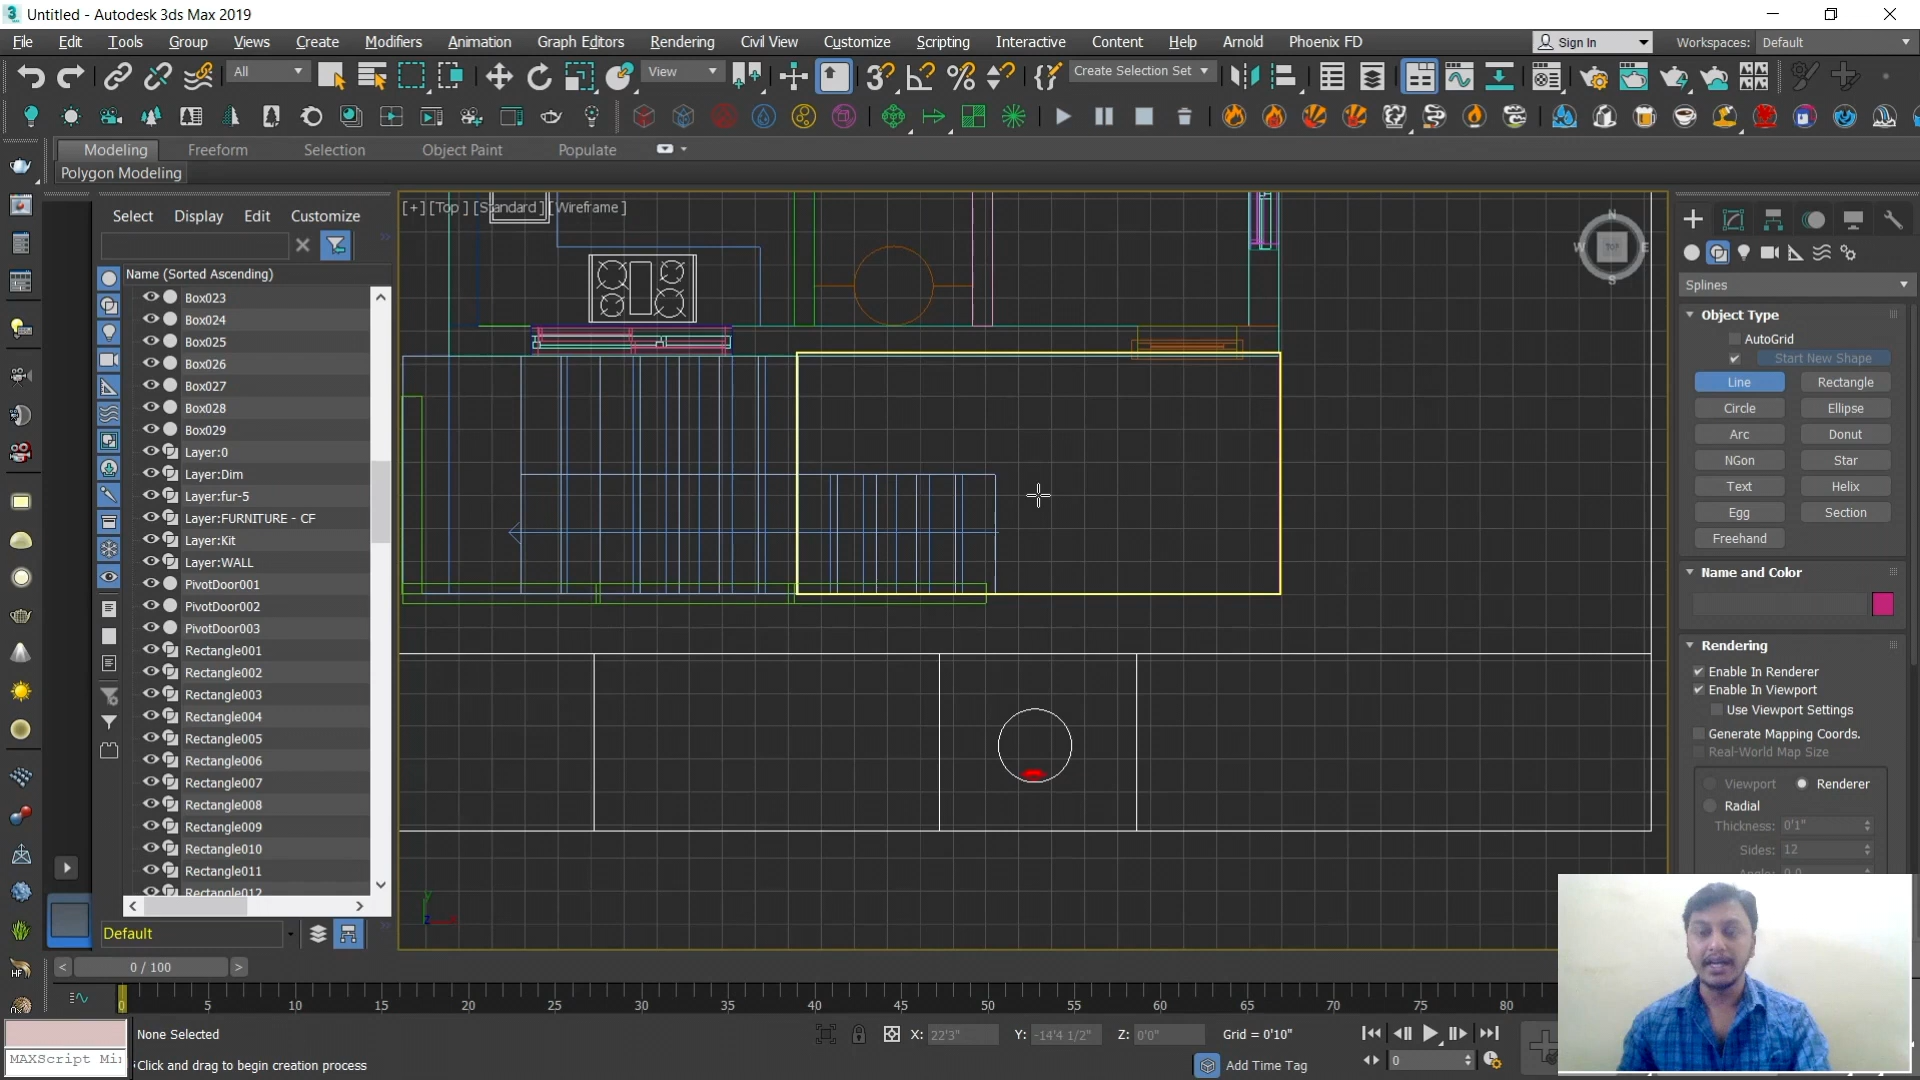 Untitled - Autodesk 3ds Max 2019
File Edit Tools Group Views Create Modifiers Animation Graph Editors Rendering Civil View Customize Scripting Interactive Content Help Arnold Phoenix FD Sign In Workspaces: Default
All View Create Selection Set
Modeling Freeform Selection Object Paint Populate
Polygon Modeling
Select Display Edit Customize
Name (Sorted Ascending)
Box023
Box024
Box025
Box026
Box027
Box028
Box029
Layer:0
Layer:Dim
Layer:fur-5
Layer:FURNITURE - CF
Layer:Kit
Layer:WALL
PivotDoor001
PivotDoor002
PivotDoor003
Rectangle001
Rectangle002
Rectangle003
Rectangle004
Rectangle005
Rectangle006
Rectangle007
Rectangle008
Rectangle009
Rectangle010
Rectangle011
Rectangle012
Default
[+] [Top ] [Standard ] [Wireframe ]
N
W TOP E
S
Splines
Object Type
AutoGrid
Start New Shape
Line Rectangle
Circle Ellipse
Arc Donut
NGon Star
Text Helix
Egg Section
Freehand
Name and Color
Rendering
Enable In Renderer
Enable In Viewport
Use Viewport Settings
Generate Mapping Coords.
Real-World Map Size
Viewport Renderer
Radial
Thickness: 0'1"
Sides: 12
< 0 / 100 >
0 5 10 15 20 25 30 35 40 45 50 55 60 65 70 75 80
None Selected X: 22'3" Y: -14'4 1/2" Z: 0'0" Grid = 0'10"
MAXScript Mi Click and drag to begin creation process Add Time Tag 0